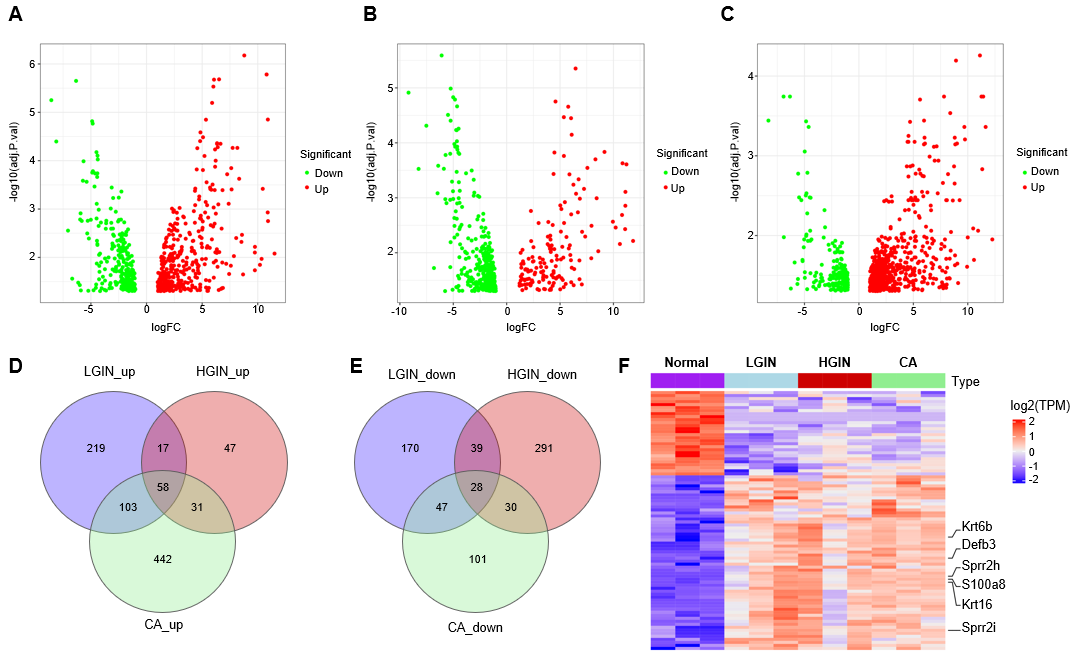 A
B
C
-log10(adj.P.val)
6
5
4
3
2
-5
0
5
10
logFC
Significant
Down
Up
-log10(adj.P.val)
5
4
3
2
-10
-5
0
5
10
logFC
Significant
Down
Up
-log10(adj.P.val)
4
3
2
-5
0
5
10
logFC
Significant
Down
Up
D
LGIN_up
HGIN_up
219
17
47
58
103
31
442
CA_up
E
LGIN_down
HGIN_down
170
39
291
28
47
30
101
CA_down
F
Normal
LGIN
HGIN
CA
Type
log2(TPM)
2
1
0
-1
-2
Krt6b
Defb3
Sprr2h
S100a8
Krt16
Sprr2i